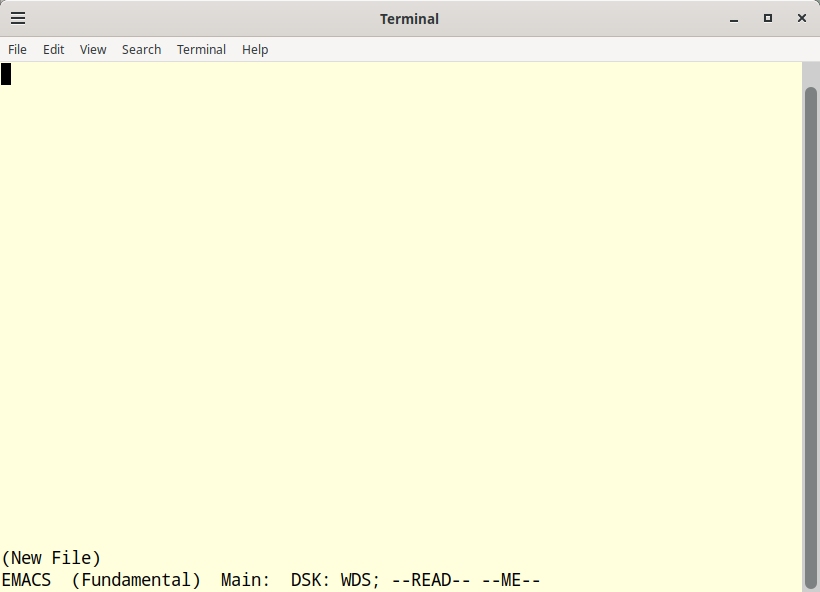 Terminal
File Edit View Search Terminal Help
(New File)
EMACS  (Fundamental)  Main:  DSK: WDS; --READ-- --ME--